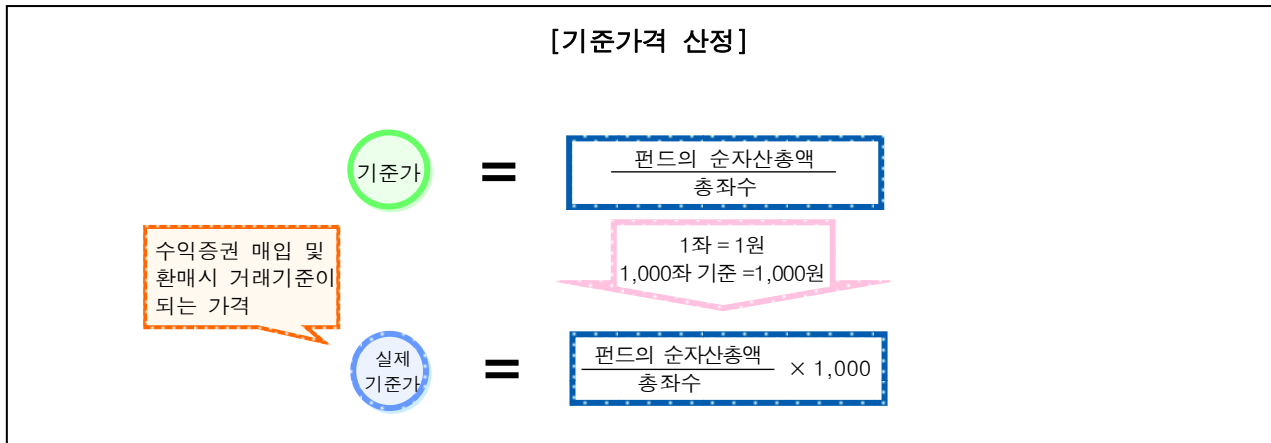 [기준가격 산정]
기준가
=
펀드의 순자산총액
총좌수
1좌 = 1원
1,000좌 기준 =1,000원
수익증권 매입 및
환매시 거래기준이
되는 가격
실제
기준가
=
펀드의 순자산총액
총좌수
× 1,000